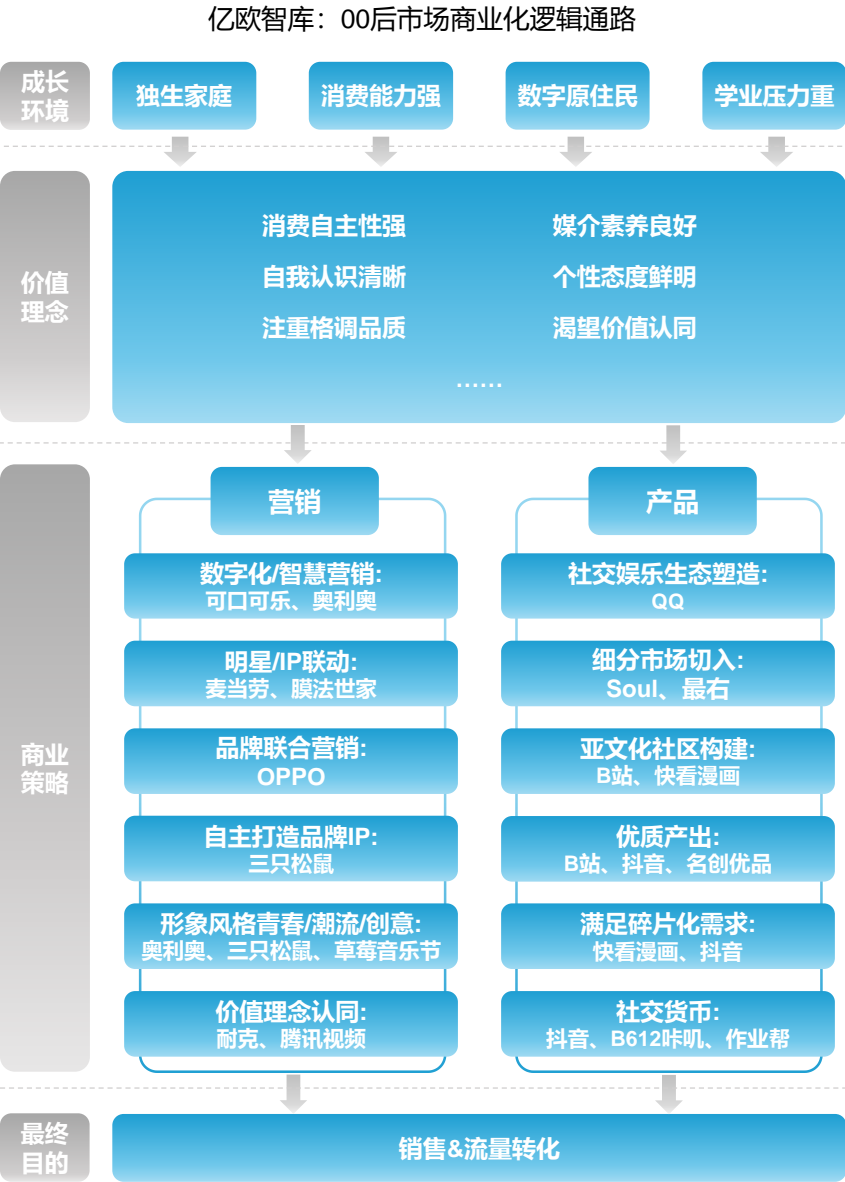 亿欧智库：00后市场商业化逻辑通路
成长
环境
独生家庭
消费能力强
数字原住民
学业压力重
价值
理念
消费自主性强
媒介素养良好
自我认识清晰
个性态度鲜明
注重格调品质
渴望价值认同
……
商业
策略
营销
数字化/智慧营销:
可口可乐、奥利奥
明星/IP联动:
麦当劳、膜法世家
品牌联合营销:
OPPO
自主打造品牌IP:
三只松鼠
形象风格青春/潮流/创意:
奥利奥、三只松鼠、草莓音乐节
价值理念认同:
耐克、腾讯视频
产品
社交娱乐生态塑造:
QQ
细分市场切入:
Soul、最右
亚文化社区构建:
B站、快看漫画
优质产出:
B站、抖音、名创优品
满足碎片化需求:
快看漫画、抖音
社交货币:
抖音、B612咔叽、作业帮
最终
目的
销售&流量转化